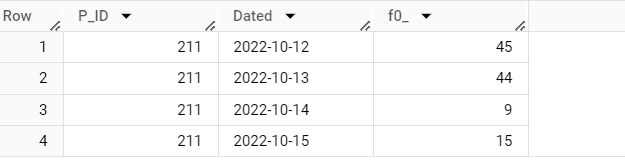 Row P_ID Dated f0_
1 211 2022-10-12 45
2 211 2022-10-13 44
3 211 2022-10-14 9
4 211 2022-10-15 15